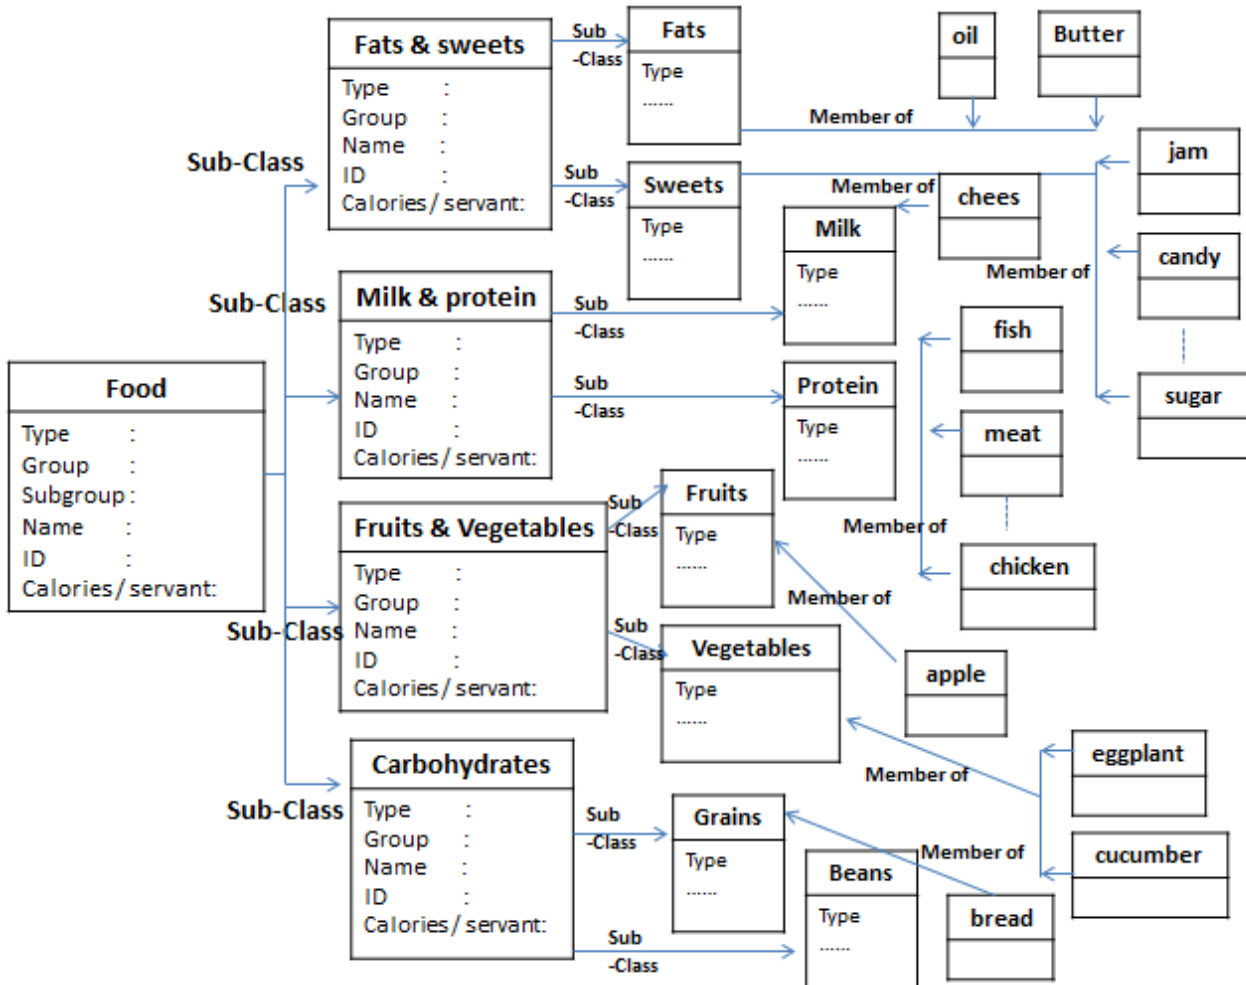 Food
Type :
Group :
Subgroup :
Name :
ID :
Calories/ servant:
Sub-Class
Fats & sweets
Type :
Group :
Name :
ID :
Calories/ servant:
Sub
-Class
Fats
Type
......
Member of
oil
Butter
Sub
-Class
Sweets
Type
......
Member of
jam
candy
sugar
Sub-Class
Milk & protein
Type :
Group :
Name :
ID :
Calories/ servant:
Sub
-Class
Milk
Type
......
Member of
chees
Sub
-Class
Protein
Type
......
Member of
fish
meat
chicken
Sub-Class
Fruits & Vegetables
Type :
Group :
Name :
ID :
Calories/ servant:
Sub
-Class
Fruits
Type
......
Member of
apple
Sub
-Class
Vegetables
Type
......
Member of
eggplant
cucumber
Sub-Class
Carbohydrates
Type :
Group :
Name :
ID :
Calories/ servant:
Sub
-Class
Grains
Type
......
Member of
bread
Sub
-Class
Beans
Type
......